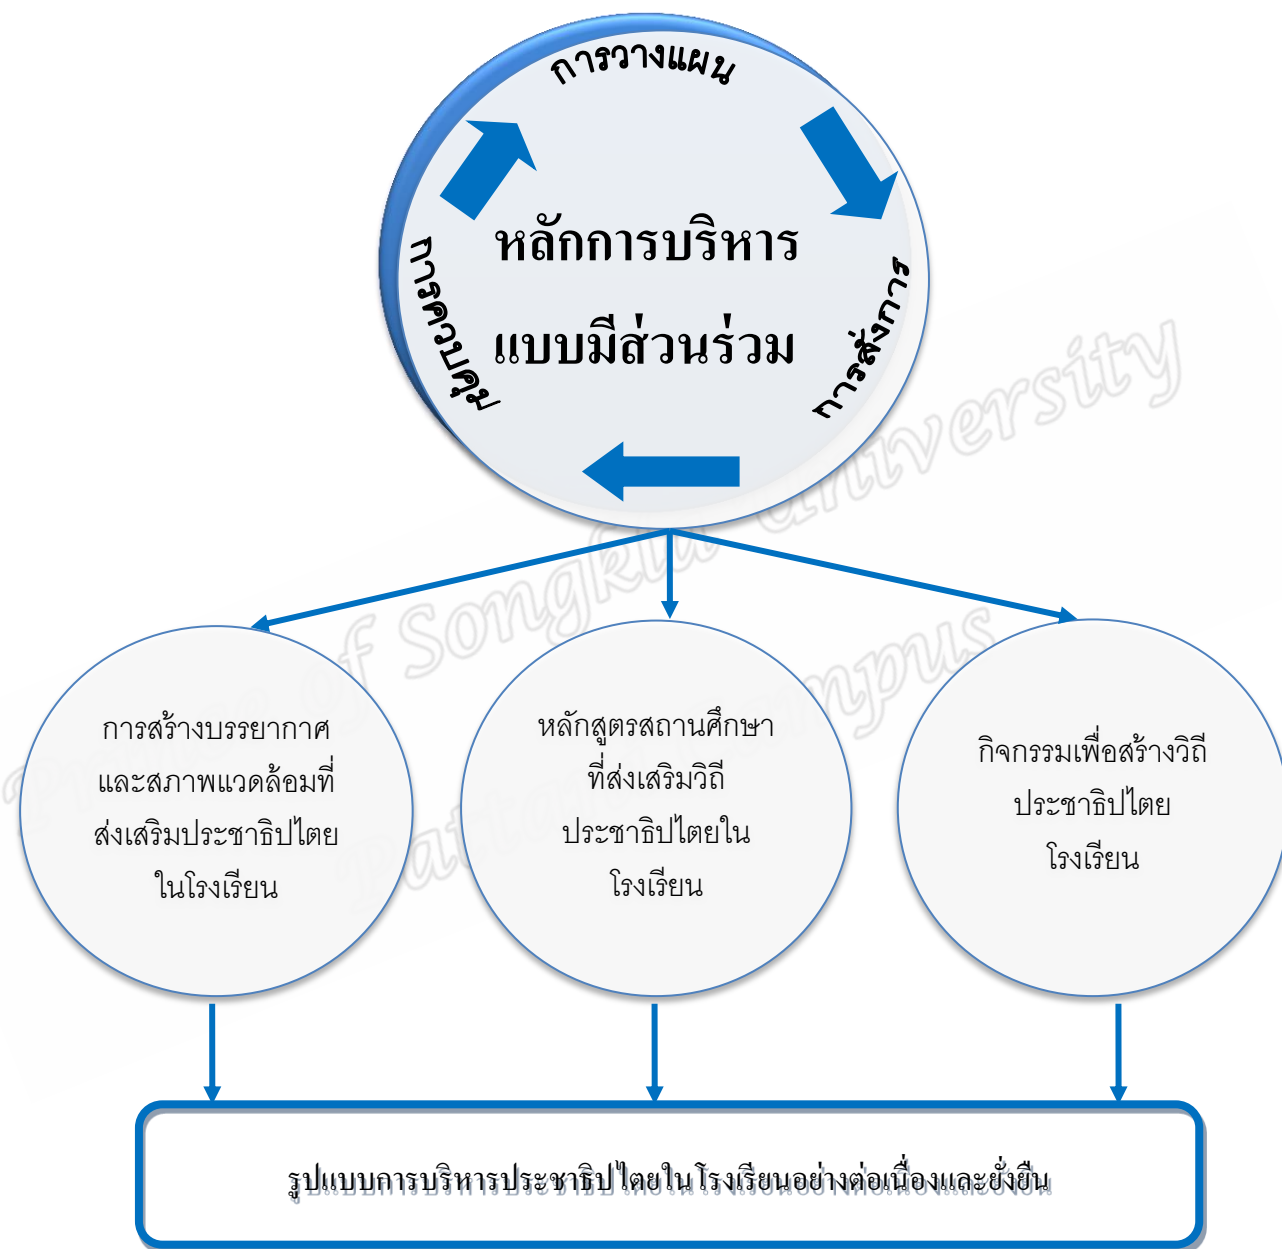 การวางแผน
หลักการบริหาร
แบบมีส่วนร่วม
การสั่งการ
การควบคุม
การสร้างบรรยากาศ
และสภาพแวดล้อมที่
ส่งเสริมประชาธิปไตย
ในโรงเรียน
หลักสูตรสถานศึกษา
ที่ส่งเสริมวิถี
ประชาธิปไตยใน
โรงเรียน
กิจกรรมเพื่อสร้างวิถี
ประชาธิปไตย
โรงเรียน
รูปแบบการบริหารประชาธิปไตยในโรงเรียนอย่างต่อเนื่องและยั่งยืน
Prince of Songkla University
Pattani Campus